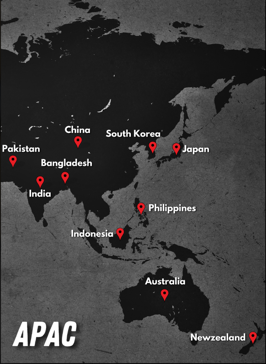 China
South Korea
Japan
Pakistan
Bangladesh
India
Philippines
Indonesia
Australia
Newzealand
APAC